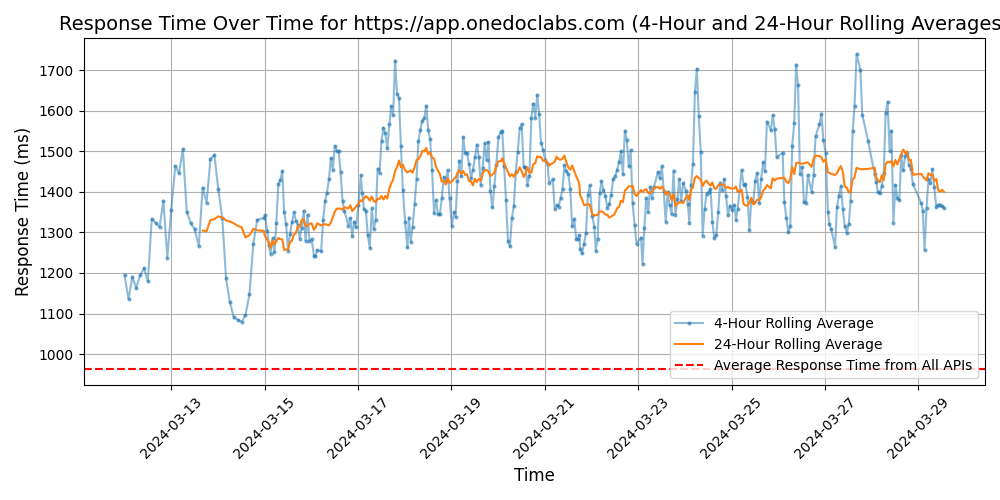 Response Time Over Time for https://app.onedoclabs.com (4-Hour and 24-Hour Rolling Averages
Response Time (ms)
1700
1600
1500
1400
1300
1200
1100
1000
4-Hour Rolling Average
24-Hour Rolling Average
Average Response Time from All APIs
2024-03-13
2024-03-15
2024-03-17
2024-03-19
2024-03-21
2024-03-23
2024-03-25
2024-03-27
2024-03-29
Time